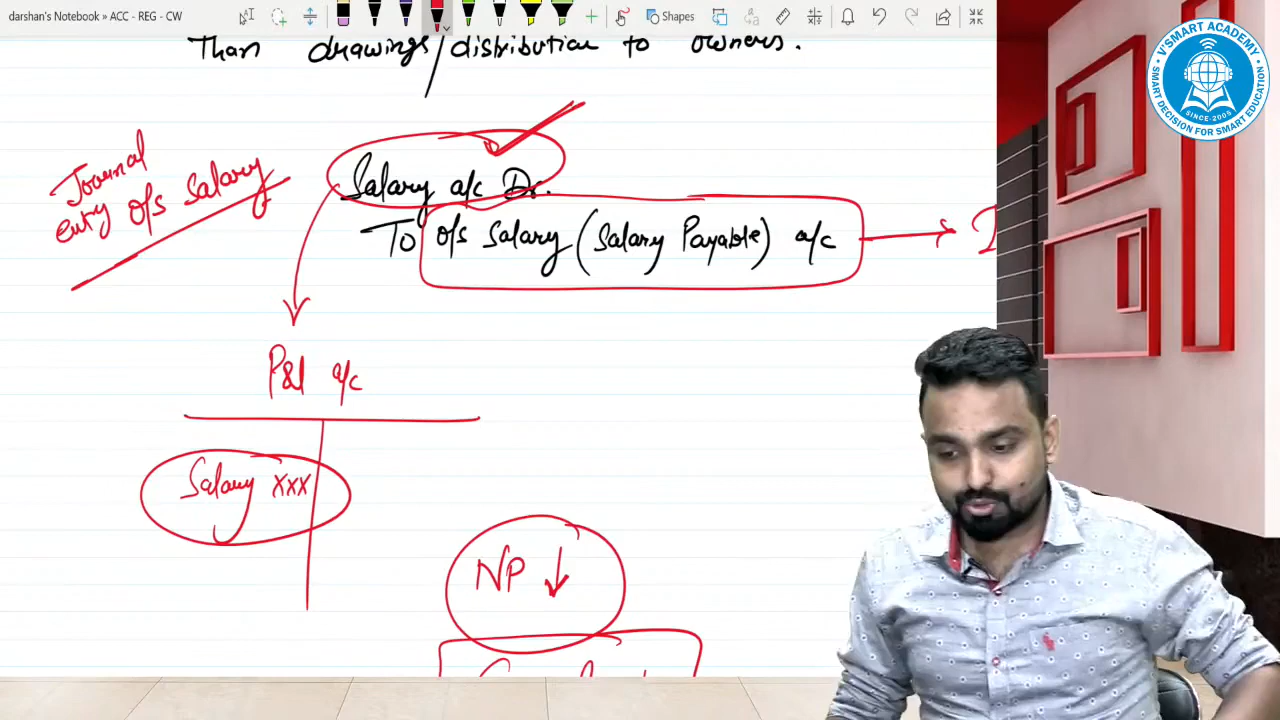 darshan's Notebook » ACC - REG - CW
Shapes
Than drawings/distribution to owners.
V'SMART ACADEMY
SINCE-2005
SMART DECISION FOR SMART EDUCATION
Journal
entry o/s salary
Salary a/c Dr.
To o/s Salary (Salary Payable) a/c
P&l a/c
Salary xxx
NP ↓